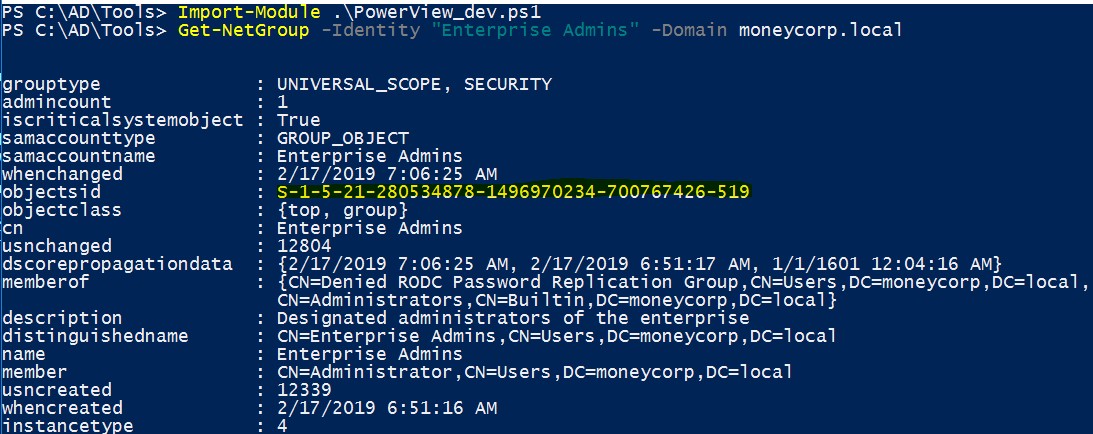 PS C:\AD\Tools> Import-Module .\PowerView_dev.ps1
PS C:\AD\Tools> Get-NetGroup -Identity "Enterprise Admins" -Domain moneycorp.local
grouptype : UNIVERSAL_SCOPE, SECURITY
admincount : 1
iscriticalsystemobject : True
samaccounttype : GROUP_OBJECT
samaccountname : Enterprise Admins
whenchanged : 2/17/2019 7:06:25 AM
objectsid : S-1-5-21-280534878-1496970234-700767426-519
objectclass : {top, group}
cn : Enterprise Admins
usnchanged : 12804
dscorepropagationdata : {2/17/2019 7:06:25 AM, 2/17/2019 6:51:17 AM, 1/1/1601 12:04:16 AM}
memberof : {CN=Denied RODC Password Replication Group,CN=Users,DC=moneycorp,DC=local,
CN=Administrators,CN=Builtin,DC=moneycorp,DC=local}
description : Designated administrators of the enterprise
distinguishedname : CN=Enterprise Admins,CN=Users,DC=moneycorp,DC=local
name : Enterprise Admins
member : CN=Administrator,CN=Users,DC=moneycorp,DC=local
usncreated : 12339
whencreated : 2/17/2019 6:51:16 AM
instancetype : 4